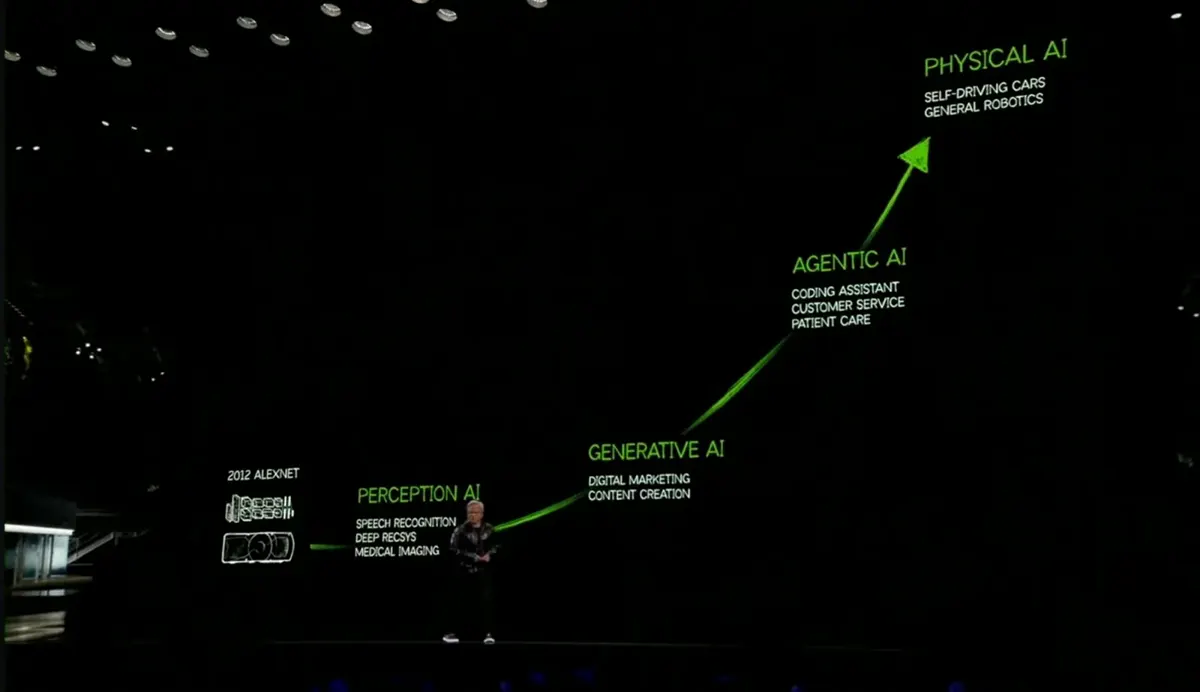 2012 ALEXNET
PERCEPTION AI
SPEECH RECOGNITION
DEEP RECSYS
MEDICAL IMAGING
GENERATIVE AI
DIGITAL MARKETING
CONTENT CREATION
AGENTIC AI
CODING ASSISTANT
CUSTOMER SERVICE
PATIENT CARE
PHYSICAL AI
SELF-DRIVING CARS
GENERAL ROBOTICS